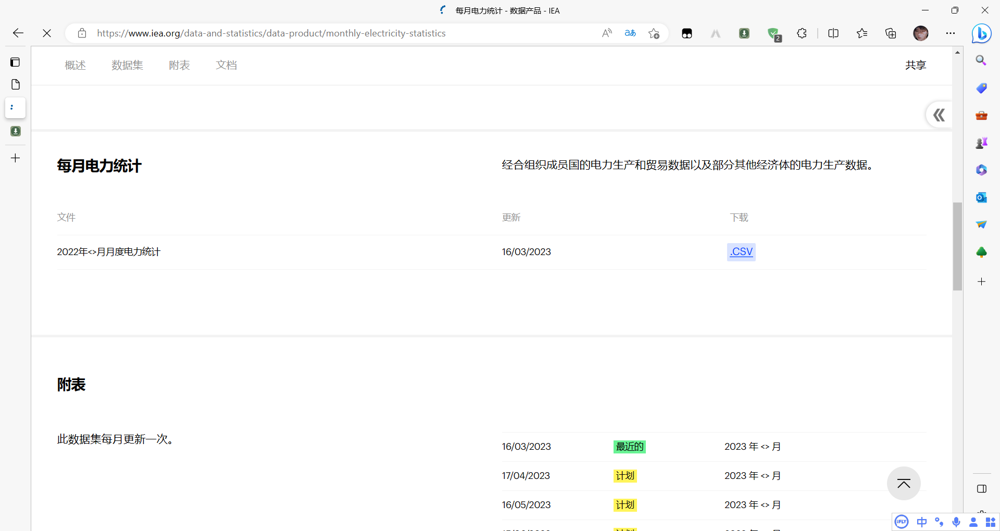 每月电力统计 - 数据产品 - IEA
https://www.iea.org/data-and-statistics/data-product/monthly-electricity-statistics
2
概述 数据集 附表 文档 共享
每月电力统计
经合组织成员国的电力生产和贸易数据以及部分其他经济体的电力生产数据。
文件 更新 下载
2022年<>月月度电力统计 16/03/2023 .CSV
附表
此数据集每月更新一次。
16/03/2023 最近的 2023 年 <> 月
17/04/2023 计划 2023 年 <> 月
16/05/2023 计划 2023 年 <> 月
iFLY 中